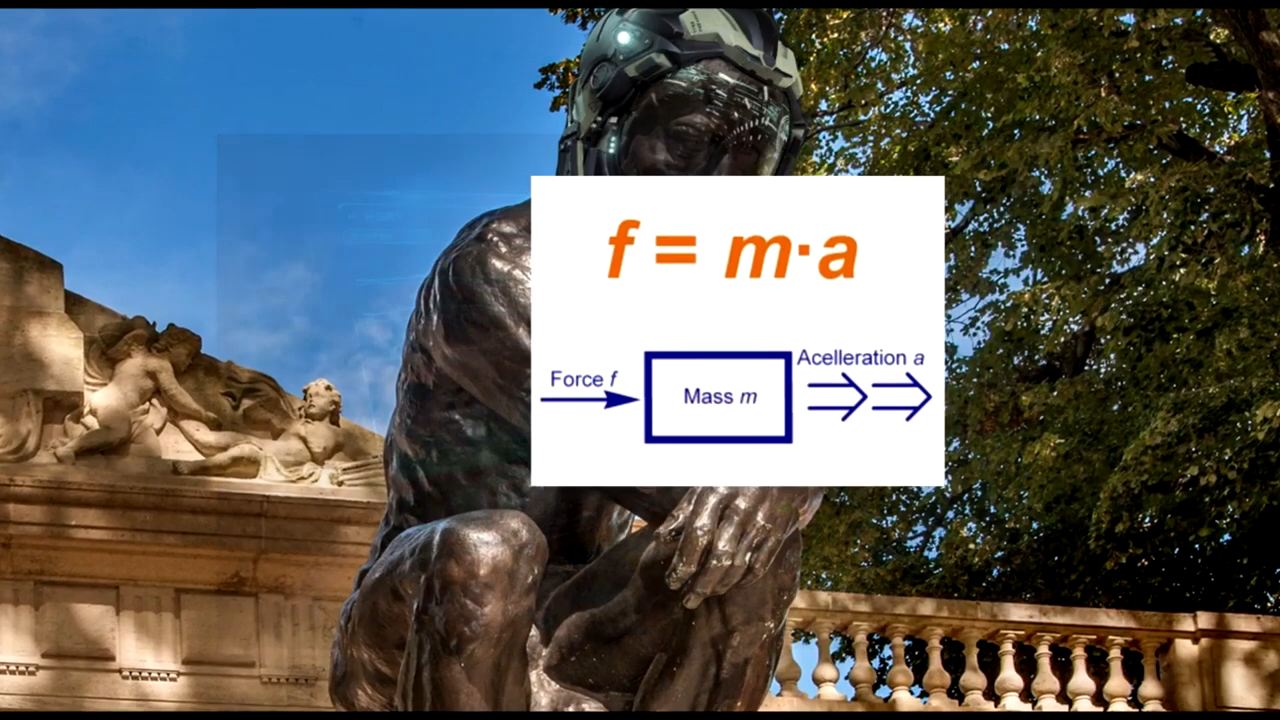 f = m·a
Acelleration a
Force f
Mass m